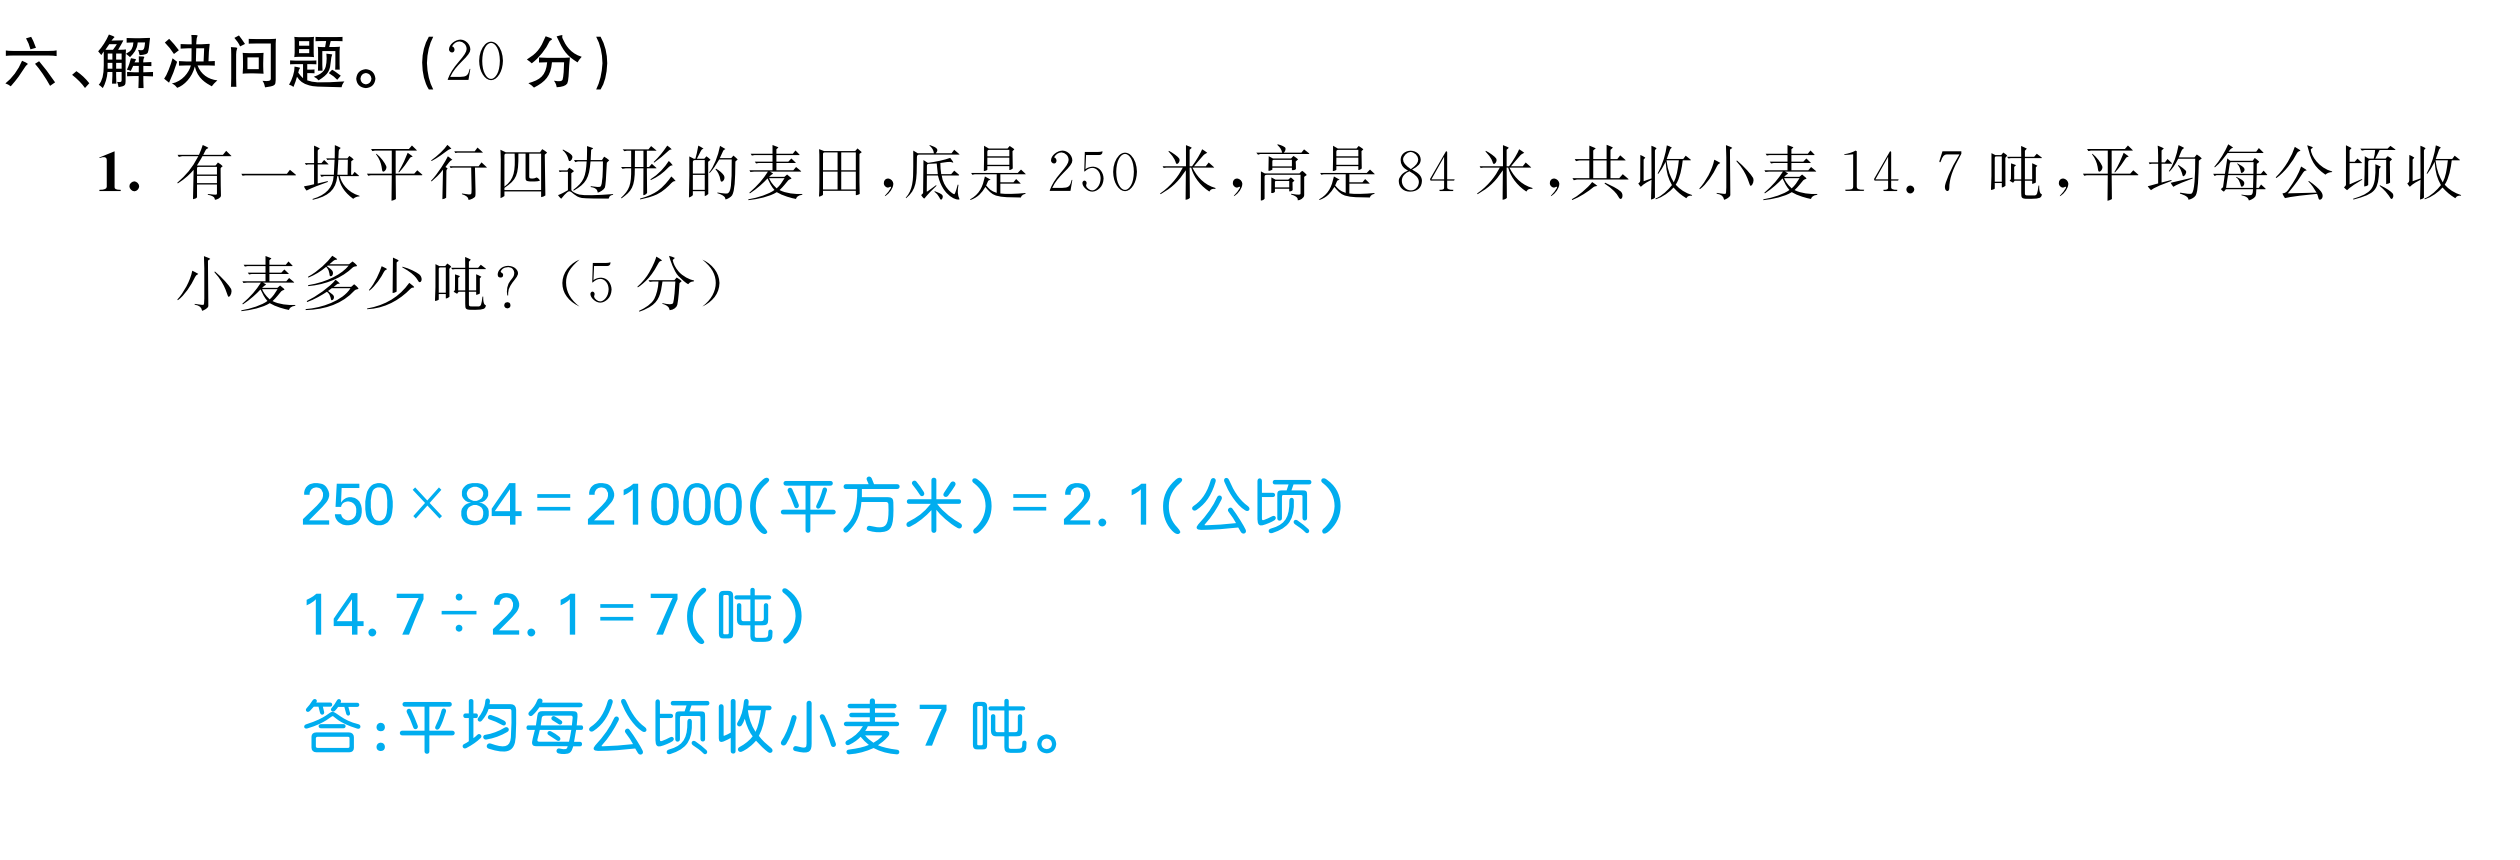 六、解决问题。(20 分)
1. 有一块平行四边形的麦田,底是 250 米,高是 84 米,共收小麦 14.7吨。平均每公顷收
小麦多少吨?(5 分)
250×84=21000(平方米)=2.1(公顷)
14.7÷2.1=7(吨)
答:平均每公顷收小麦 7 吨。